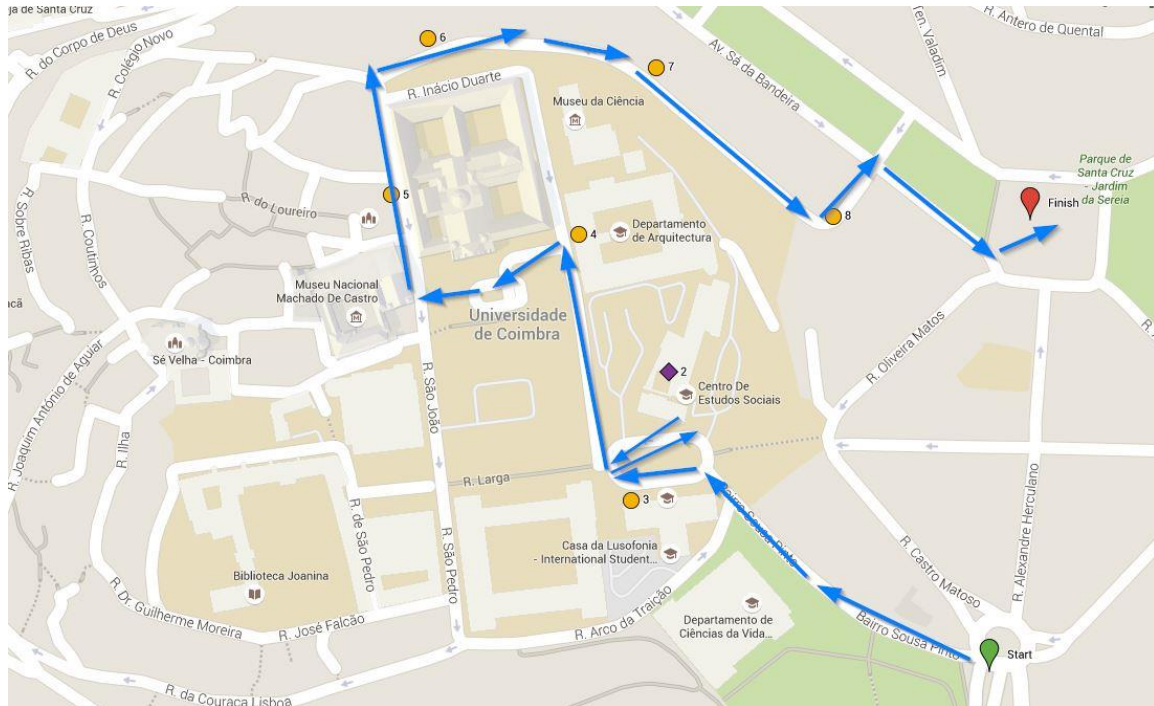 ja de Santa Cruz
R. do Corpo de Deus
R. Colégio Novo
6
R. Inácio Duarte
Museu da Ciência
7
Av. Sá da Bandeira
Ten. Valadim
R. Antero de Quental
Parque de
Santa Cruz
- Jardim
da Sereia
Finish
8
5
R. do Loureiro
R. Sobre Ribas
R. Coutinhos
4
Departamento
de Arquitectura
Museu Nacional
Machado De Castro
Universidade
de Coimbra
Sé Velha - Coimbra
R. Joaquim António de Aguiar
R. Ilha
R. São João
2
Centro De
Estudos Sociais
R. Oliveira Matos
R. Larga
3
Bairro Sousa Pinto
R. de São Pedro
R. São Pedro
Casa da Lusofonia
- International Student...
R. Castro Matoso
R. Alexandre Herculano
Biblioteca Joanina
R. Dr. Guilherme Moreira
R. José Falcão
R. Arco da Traição
Departamento de
Ciências da Vida...
Bairro Sousa Pinto
Start
R. da Couraça Lisboa